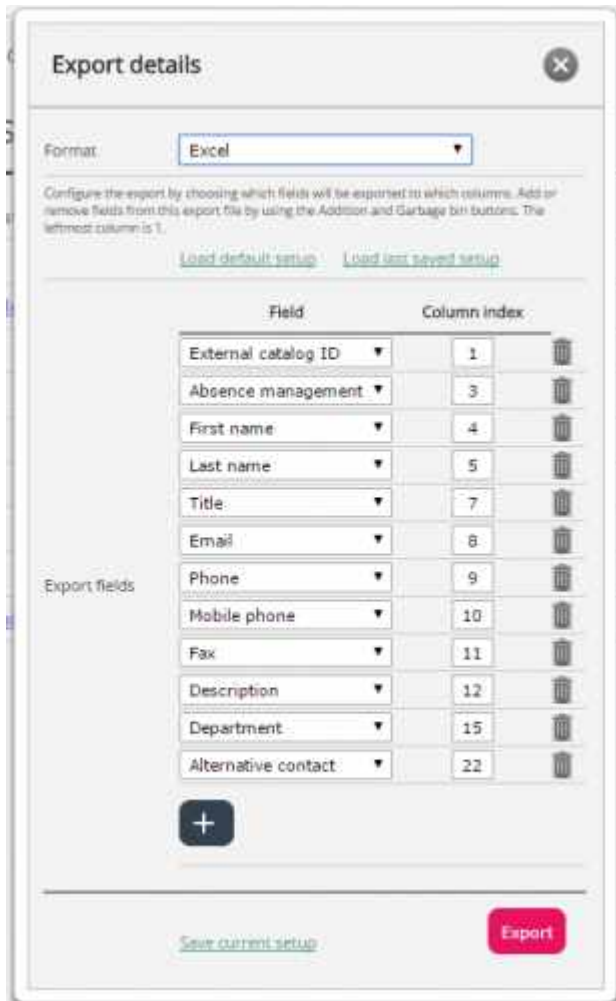 Export details
Format Excel
Configure the export by choosing which fields will be exported to which columns. Add or
remove fields from this export file by using the Addition and Garbage bin buttons. The
leftmost column is 1.
Load default setup Load last saved setup
Field Column index
External catalog ID 1
Absence management 3
First name 4
Last name 5
Title 7
Email 8
Export fields
Phone 9
Mobile phone 10
Fax 11
Description 12
Department 15
Alternative contact 22
+
Save current setup Export